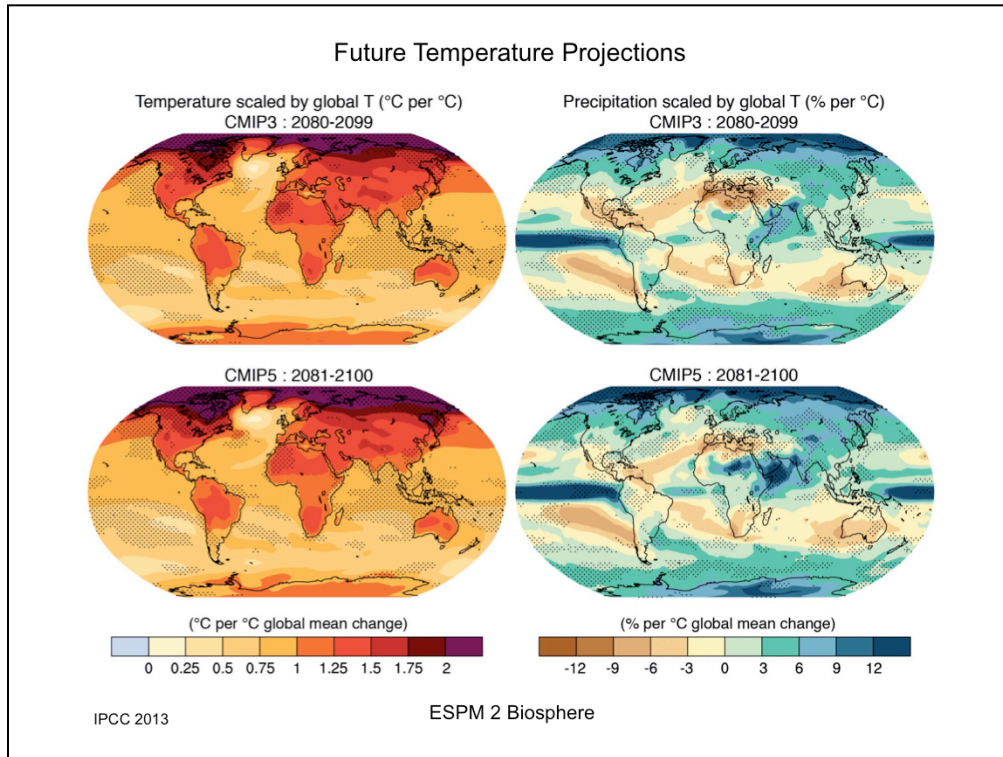 Future Temperature Projections
Temperature scaled by global T (°C per °C)
CMIP3 : 2080-2099
Precipitation scaled by global T (% per °C)
CMIP3 : 2080-2099
CMIP5 : 2081-2100
CMIP5 : 2081-2100
(°C per °C global mean change)
0 0.25 0.5 0.75 1 1.25 1.5 1.75 2
(% per °C global mean change)
-12 -9 -6 -3 0 3 6 9 12
IPCC 2013
ESPM 2 Biosphere